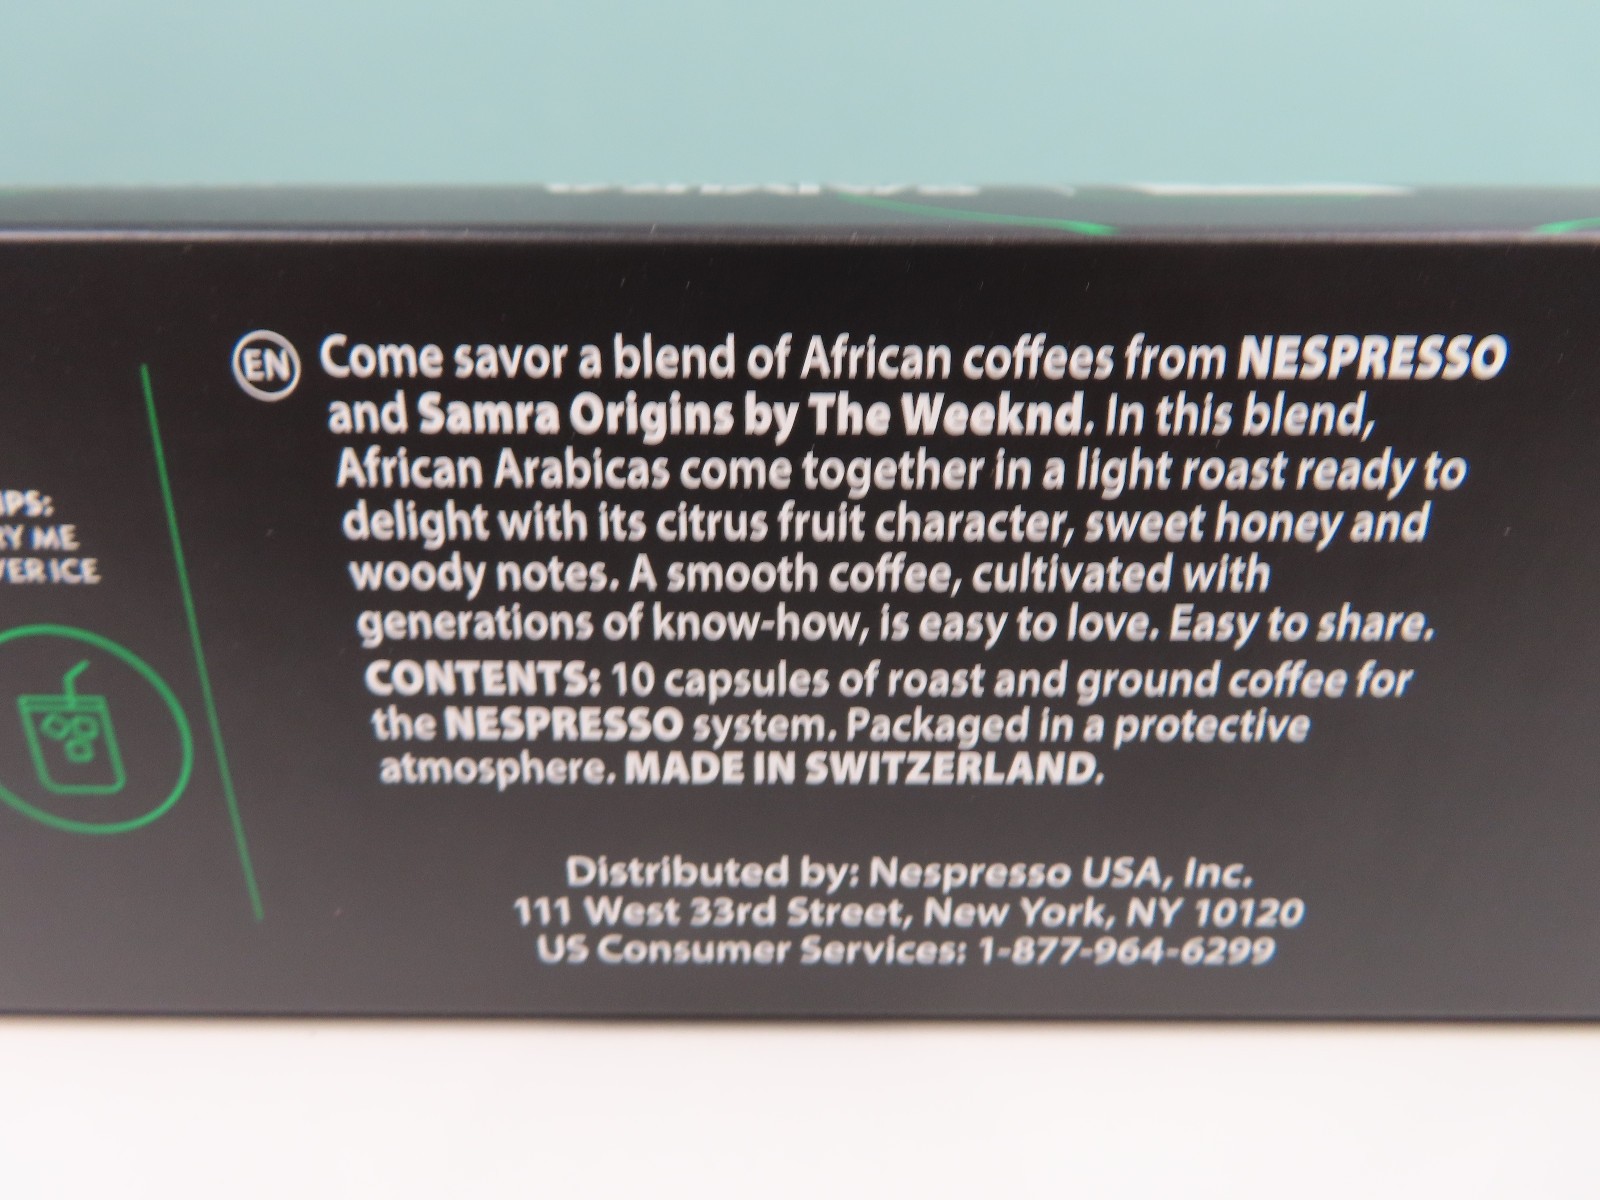 ME
ICE
EN
Come savor a blend of African coffees from NESPRESSO
and Samra Origins by The Weeknd. In this blend,
African Arabicas come together in a light roast ready to
delight with its citrus fruit character, sweet honey and
woody notes. A smooth coffee, cultivated with
generations of know-how, is easy to love. Easy to share.
CONTENTS: 10 capsules of roast and ground coffee for
the NESPRESSO system. Packaged in a protective
atmosphere. MADE IN SWITZERLAND.
Distributed by: Nespresso USA, Inc.
111 West 33rd Street, New York, NY 10120
US Consumer Services: 1-877-964-6299